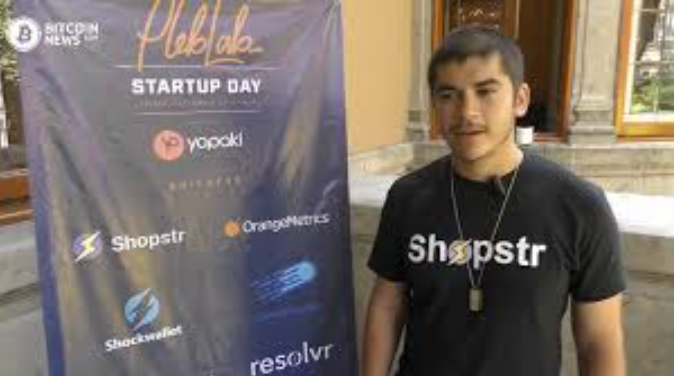 BITCOIN
NEWS
PlebLab
STARTUP DAY
yopaki
Shopstr
OrangeMetrics
Shockwallet
resolvr
Shopstr